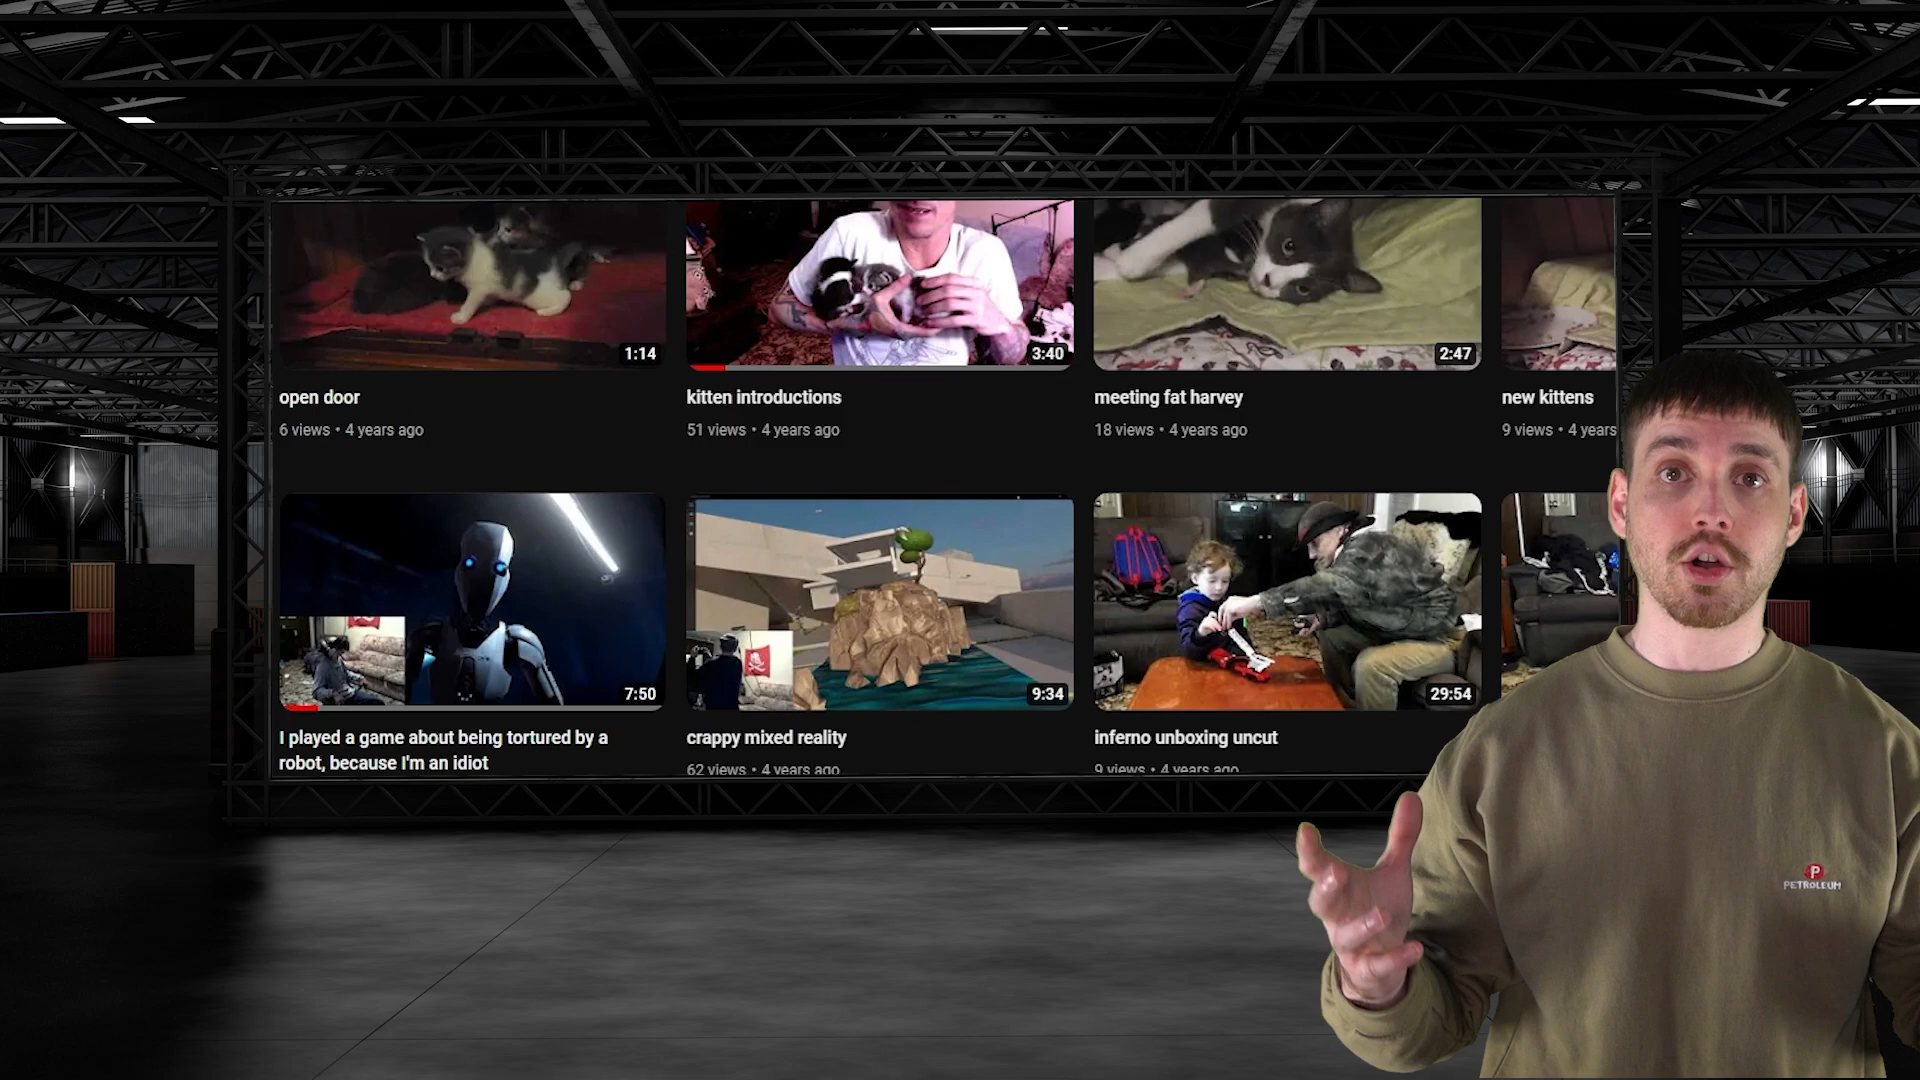 1:14
3:40
2:47
open door
kitten introductions
meeting fat harvey
new kittens
6 views • 4 years ago
51 views • 4 years ago
18 views • 4 years ago
9 views • 4 years
7:50
9:34
29:54
I played a game about being tortured by a
robot, because I'm an idiot
crappy mixed reality
inferno unboxing uncut
62 views • 4 years ago
9 views • 4 years ago
P
PETROLEUM